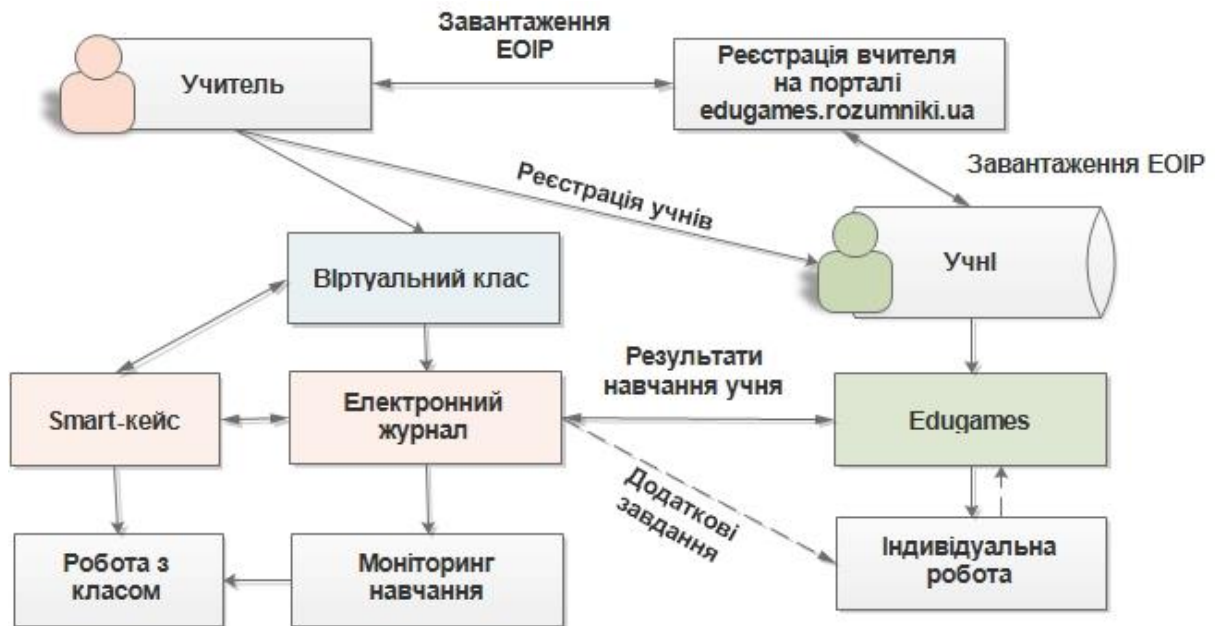 Завантаження
ЕОІР
Учитель
Реєстрація вчителя
на порталі
edugames.rozumniki.ua
Завантаження ЕОІР
Реєстрація учнів
Учні
Віртуальний клас
Результати
навчання учня
Smart-кейс
Електронний
журнал
Edugames
Додаткові
завдання
Робота з
класом
Моніторинг
навчання
Індивідуальна
робота